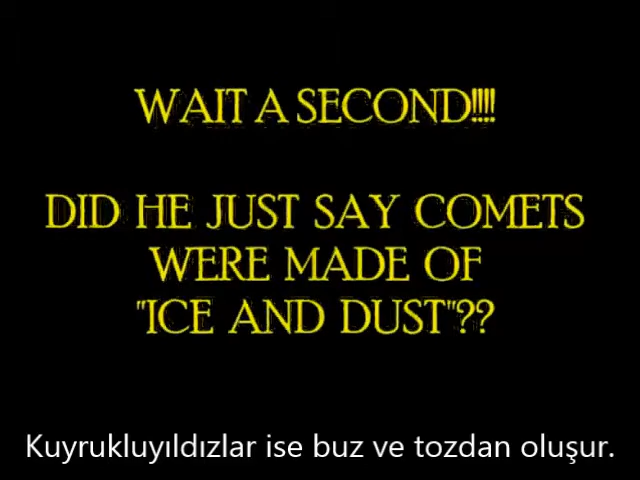 WAIT A SECOND!!!!
DID HE JUST SAY COMETS
WERE MADE OF
"ICE AND DUST"??
Kuyrukluyıldızlar ise buz ve tozdan oluşur.